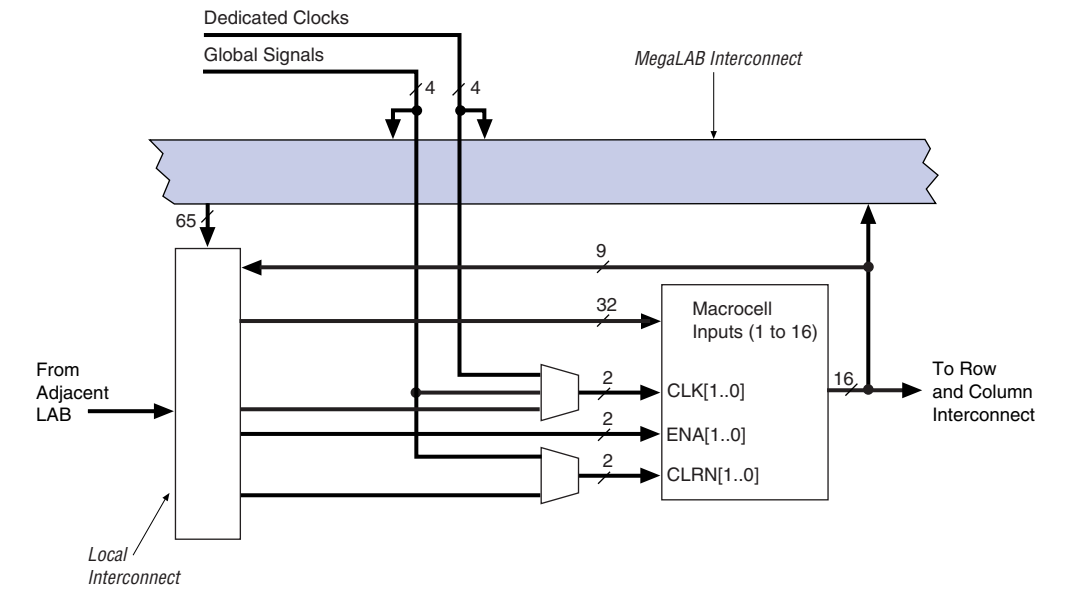 Dedicated Clocks
Global Signals
MegaLAB Interconnect
4
4
65
9
32
Macrocell
Inputs (1 to 16)
From
Adjacent
LAB
2
CLK[1..0]
16
To Row
and Column
Interconnect
2
ENA[1..0]
2
CLRN[1..0]
Local
Interconnect